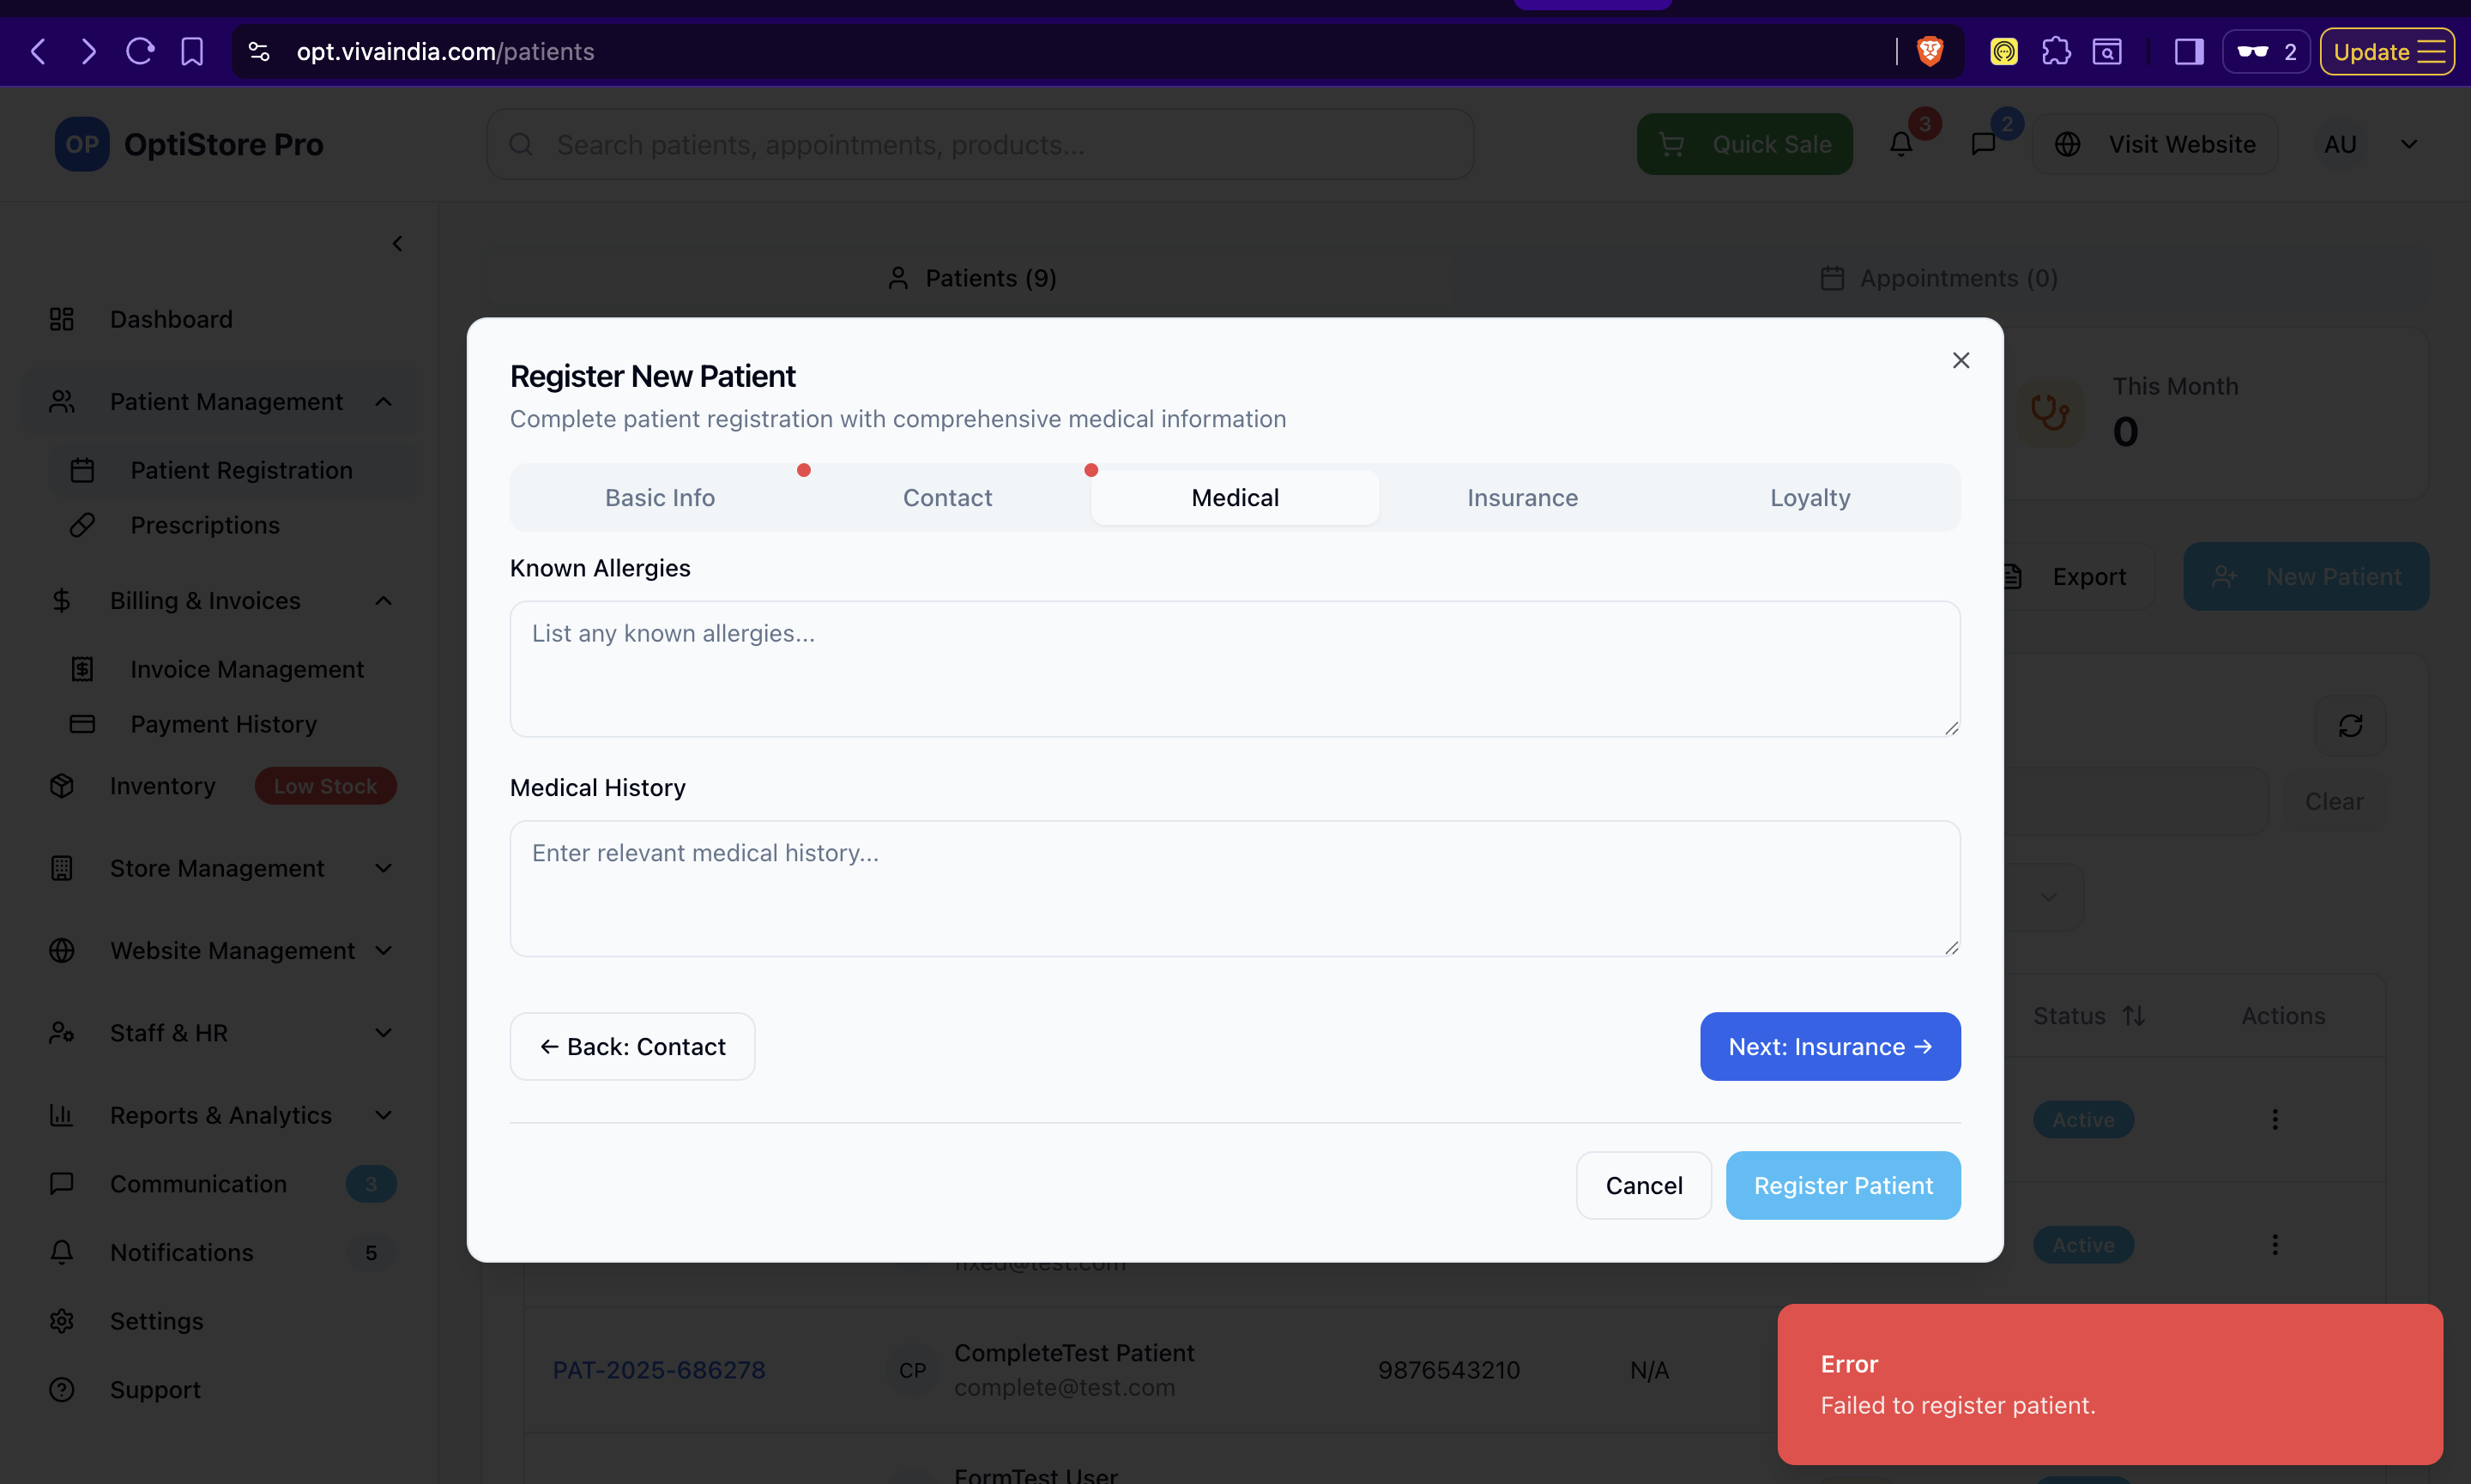 opt.vivaindia.com/patients
2
Update
OP
OptiStore Pro
Search patients, appointments, products...
Quick Sale
3
2
Visit Website
AU
Dashboard
Patient Management
Patient Registration
Prescriptions
Billing & Invoices
Invoice Management
Payment History
Inventory
Low Stock
Store Management
Website Management
Staff & HR
Reports & Analytics
Communication
3
Notifications
5
Settings
Support
Patients (9)
Appointments (0)
This Month
0
Export
New Patient
Clear
Status
Actions
Active
Active
Register New Patient
Complete patient registration with comprehensive medical information
Basic Info
Contact
Medical
Insurance
Loyalty
Known Allergies
List any known allergies...
Medical History
Enter relevant medical history...
← Back: Contact
Next: Insurance →
Cancel
Register Patient
fixed@test.com
PAT-2025-686278
CP
CompleteTest Patient
complete@test.com
9876543210
N/A
FormTest User
Error
Failed to register patient.